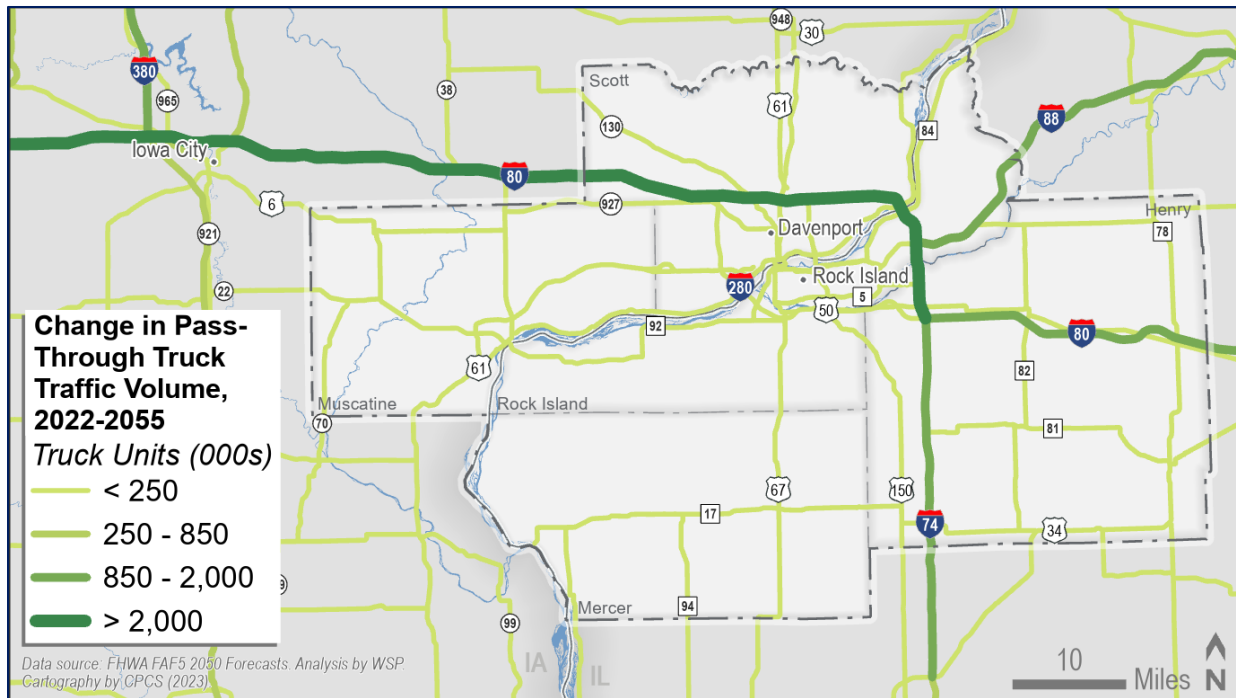 948
30
380
965
38
Scott
61
130
84
88
Iowa City
80
6
927
Henry
78
921
Davenport
22
280
Rock Island
5
50
92
80
61
82
Muscatine
Rock Island
70
81
67
150
17
74
34
94
Mercer
99
IA
IL
Change in Pass-
Through Truck
Traffic Volume,
2022-2055
Truck Units (000s)
< 250
250 - 850
850 - 2,000
> 2,000
Data source: FHWA FAF5 2050 Forecasts. Analysis by WSP.
Cartography by CPCS (2023)
10
Miles
N